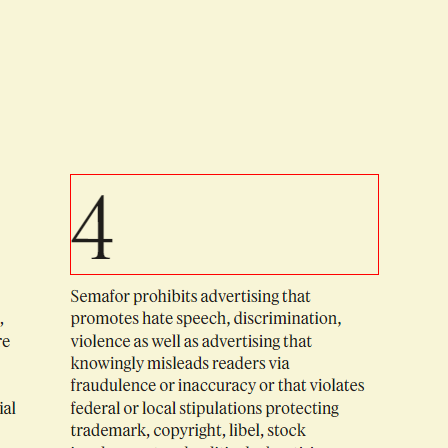 4
Semafor prohibits advertising that
promotes hate speech, discrimination,
violence as well as advertising that
knowingly misleads readers via
fraudulence or inaccuracy or that violates
federal or local stipulations protecting
trademark, copyright, libel, stock